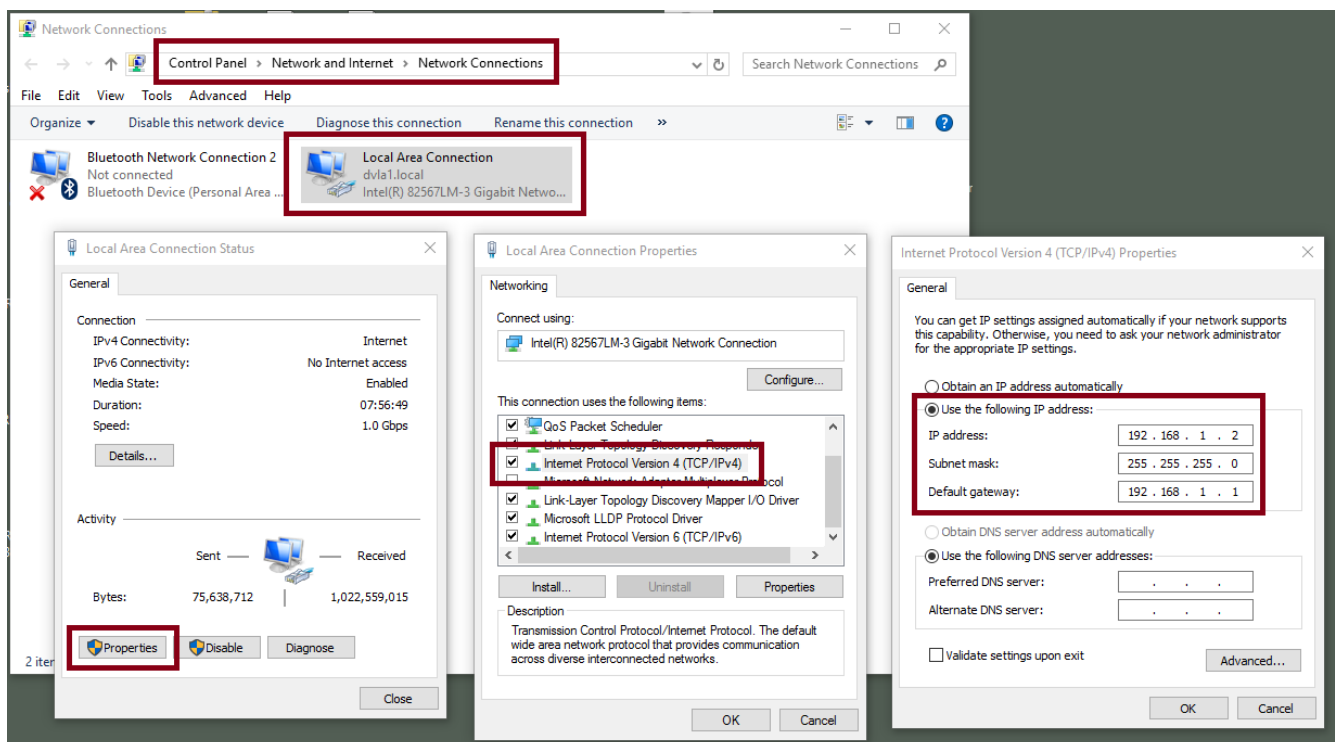 Network Connections
Control Panel > Network and Internet > Network Connections
Search Network Connections
File Edit View Tools Advanced Help
Organize Disable this network device Diagnose this connection Rename this connection »
Bluetooth Network Connection 2
Not connected
Bluetooth Device (Personal Area ...
Local Area Connection
dvla1.local
Intel(R) 82567LM-3 Gigabit Netwo...
2 iter
Local Area Connection Status
General
Connection
IPv4 Connectivity: Internet
IPv6 Connectivity: No Internet access
Media State: Enabled
Duration: 07:56:49
Speed: 1.0 Gbps
Details...
Activity
Sent — — Received
Bytes: 75,638,712 | 1,022,559,015
Properties Disable Diagnose
Close
Local Area Connection Properties
Networking
Connect using:
Intel(R) 82567LM-3 Gigabit Network Connection
Configure...
This connection uses the following items:
QoS Packet Scheduler
Link-Layer Topology Discovery Responder
Internet Protocol Version 4 (TCP/IPv4)
Microsoft Network Adapter Multiplexor Protocol
Link-Layer Topology Discovery Mapper I/O Driver
Microsoft LLDP Protocol Driver
Internet Protocol Version 6 (TCP/IPv6)
Install... Uninstall Properties
Description
Transmission Control Protocol/Internet Protocol. The default
wide area network protocol that provides communication
across diverse interconnected networks.
OK Cancel
Internet Protocol Version 4 (TCP/IPv4) Properties
General
You can get IP settings assigned automatically if your network supports
this capability. Otherwise, you need to ask your network administrator
for the appropriate IP settings.
Obtain an IP address automatically
Use the following IP address:
IP address: 192 . 168 . 1 . 2
Subnet mask: 255 . 255 . 255 . 0
Default gateway: 192 . 168 . 1 . 1
Obtain DNS server address automatically
Use the following DNS server addresses:
Preferred DNS server: . . .
Alternate DNS server: . . .
Validate settings upon exit
Advanced...
OK Cancel